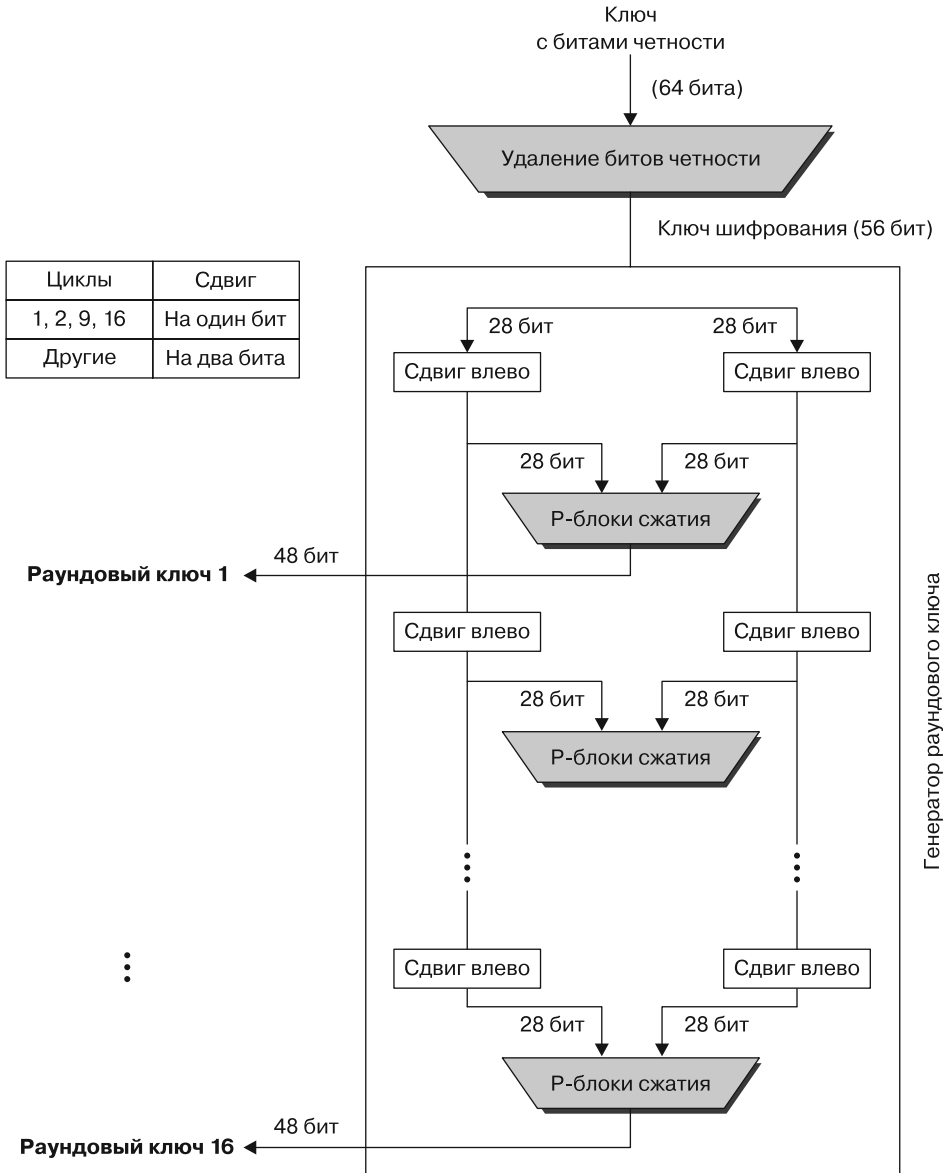 Ключ
с битами четности
(64 бита)
Удаление битов четности
Ключ шифрования (56 бит)
Циклы Сдвиг
1, 2, 9, 16 На один бит
Другие На два бита
28 бит 28 бит
Сдвиг влево Сдвиг влево
28 бит 28 бит
P-блоки сжатия
48 бит
Раундовый ключ 1
Сдвиг влево Сдвиг влево
28 бит 28 бит
P-блоки сжатия
Сдвиг влево Сдвиг влево
28 бит 28 бит
P-блоки сжатия
48 бит
Раундовый ключ 16
Генератор раундового ключа